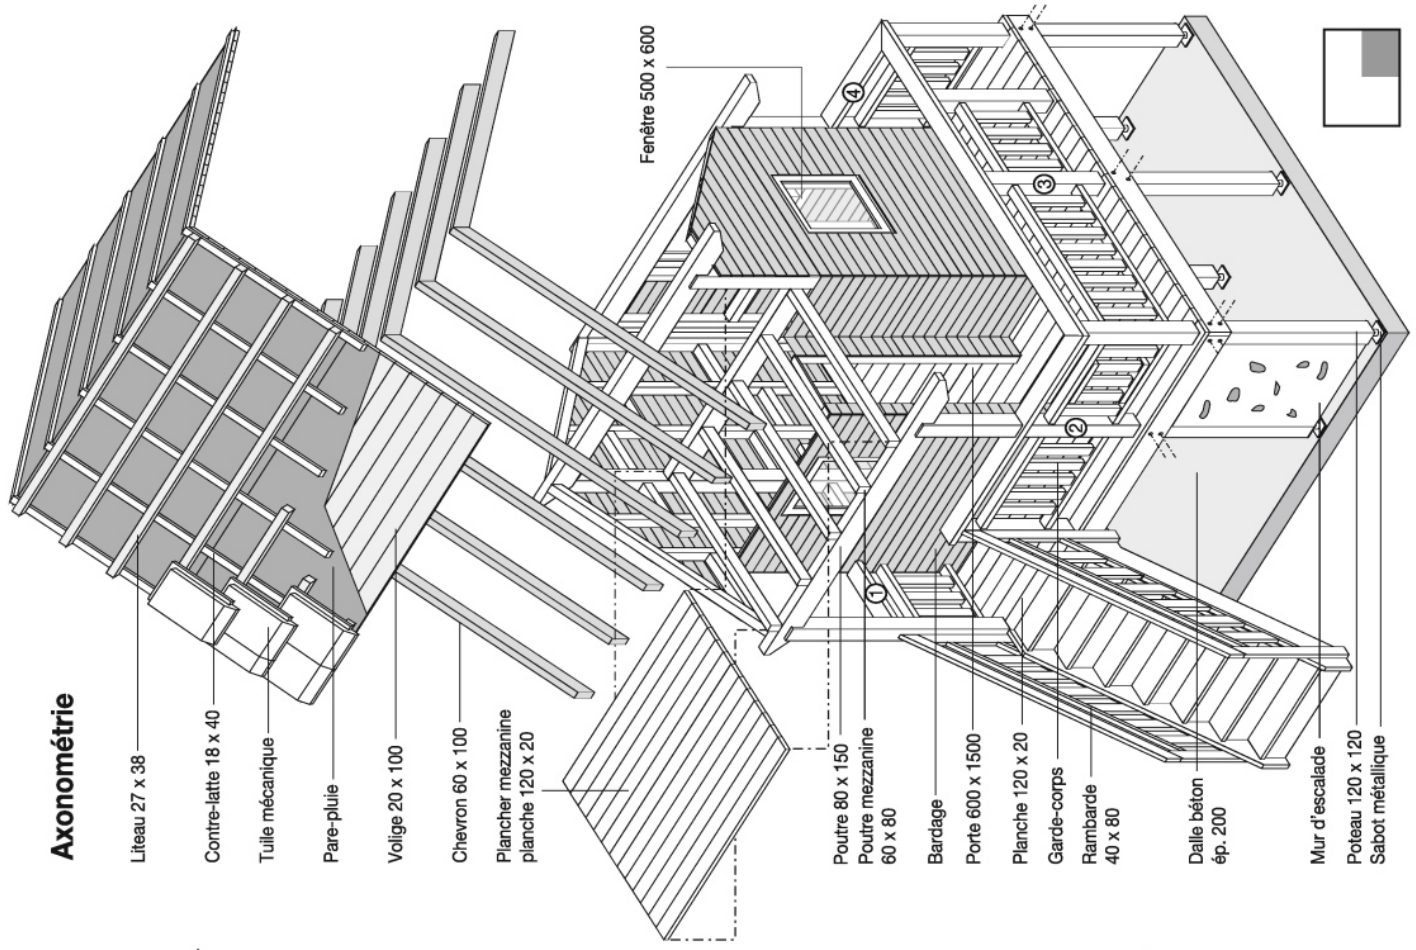 Axonométrie
Liteau 27 x 38
Contre-latte 18 x 40
Tuile mécanique
Pare-pluie
Volige 20 x 100
Chevron 60 x 100
Plancher mezzanine
planche 120 x 20
Fenêtre 500 x 600
Poutre 80 x 150
Poutre mezzanine
60 x 80
Bardage
Porte 600 x 1500
Planche 120 x 20
Garde-corps
Rambarde
40 x 80
Dalle béton
ép. 200
Mur d'escalade
Poteau 120 x 120
Sabot métallique
1
2
3
4